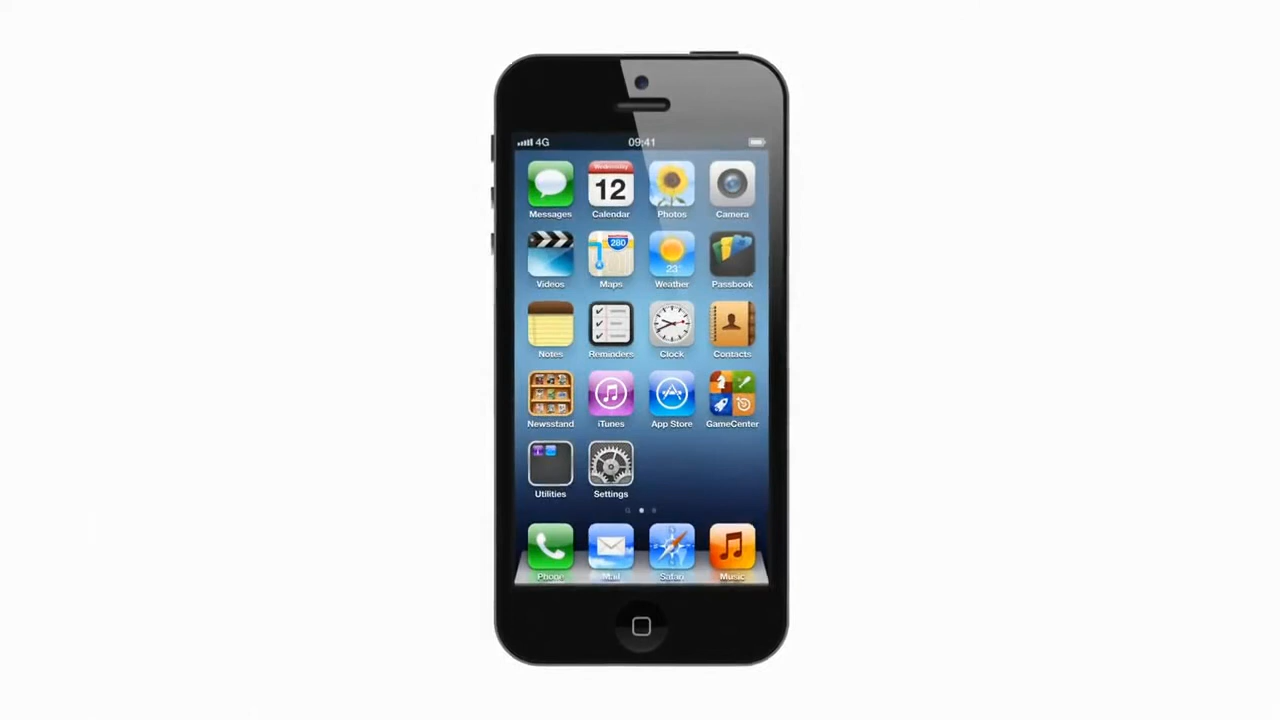 4G 09:41
Wednesday
12
280
23°
Messages Calendar Photos Camera
Videos Maps Weather Passbook
Notes Reminders Clock Contacts
Newsstand iTunes App Store GameCenter
Utilities Settings
Phone Mail Safari Music